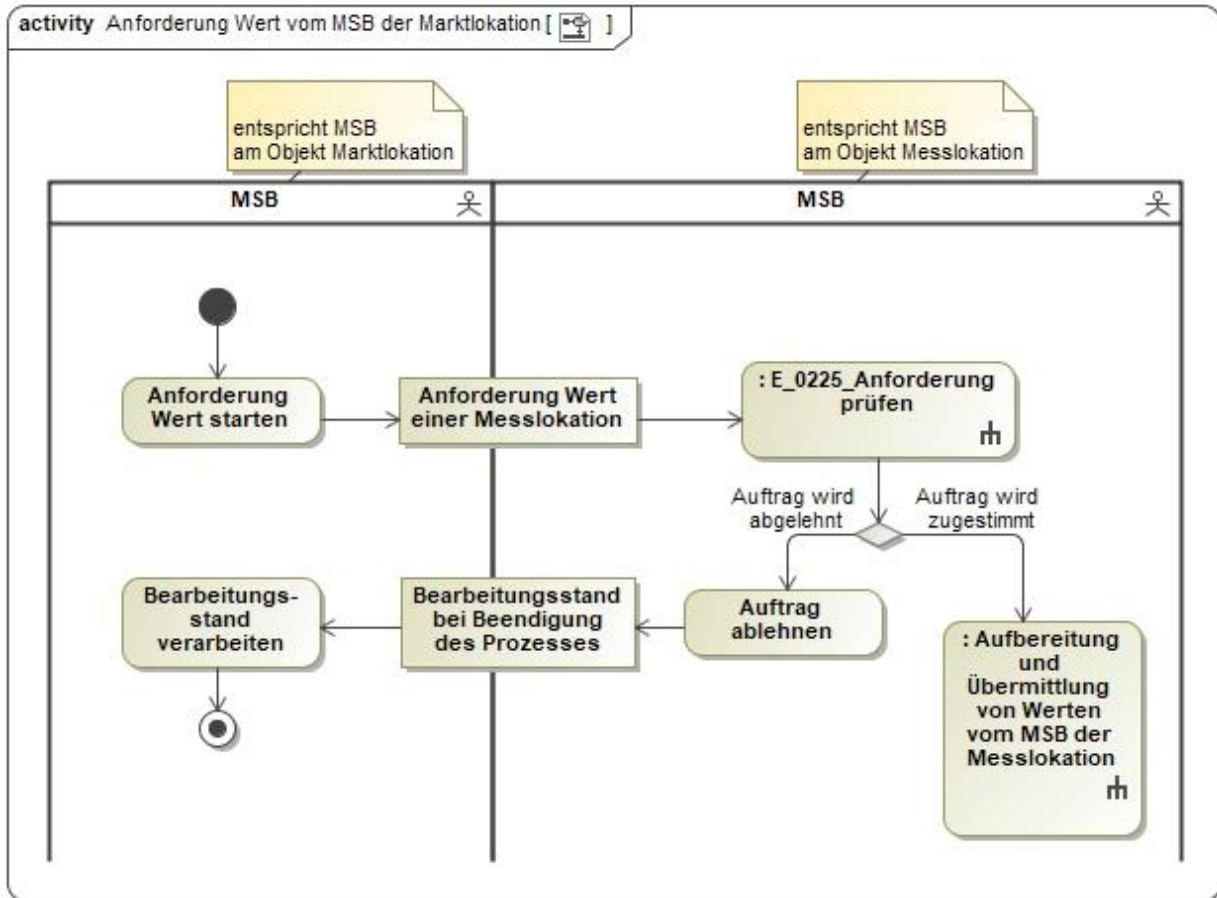 activity Anforderung Wert vom MSB der Marktlokation [ ]
entspricht MSB
am Objekt Marktlokation
entspricht MSB
am Objekt Messlokation
MSB
MSB
Anforderung
Wert starten
Anforderung Wert
einer Messlokation
: E_0225_Anforderung
prüfen
Auftrag wird
abgelehnt
Auftrag wird
zugestimmt
Bearbeitungs-
stand
verarbeiten
Bearbeitungsstand
bei Beendigung
des Prozesses
Auftrag
ablehnen
: Aufbereitung
und
Übermittlung
von Werten
vom MSB der
Messlokation